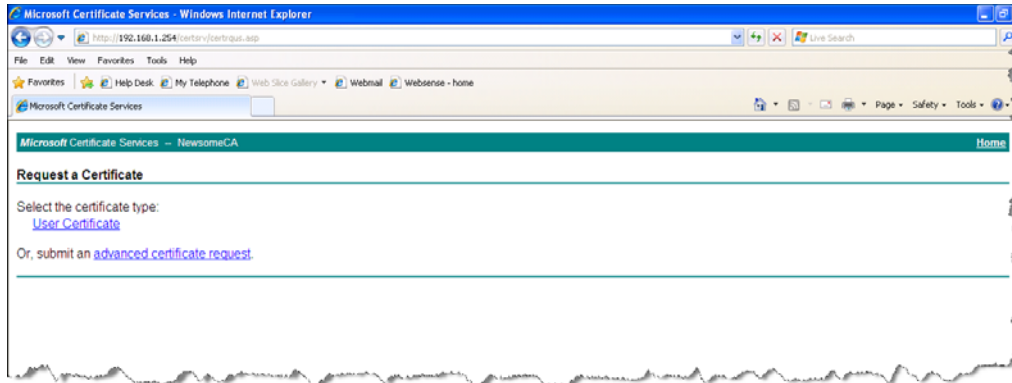 Microsoft Certificate Services - Windows Internet Explorer
http://192.168.1.254/certsrv/certrqus.asp
Live Search
File Edit View Favorites Tools Help
Favorites Help Desk My Telephone Web Slice Gallery Webmail Websense - home
Microsoft Certificate Services
Page Safety Tools
Microsoft Certificate Services -- NewsomeCA
Home
Request a Certificate
Select the certificate type:
User Certificate
Or, submit an advanced certificate request.